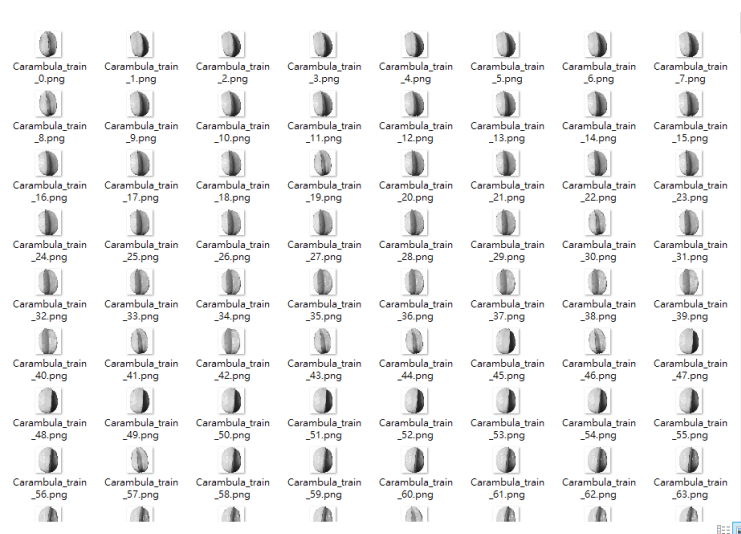 Carambula_train Carambula_train Carambula_train Carambula_train Carambula_train Carambula_train Carambula_train Carambula_train
_0.png _1.png _2.png _3.png _4.png _5.png _6.png _7.png
Carambula_train Carambula_train Carambula_train Carambula_train Carambula_train Carambula_train Carambula_train Carambula_train
_8.png _9.png _10.png _11.png _12.png _13.png _14.png _15.png
Carambula_train Carambula_train Carambula_train Carambula_train Carambula_train Carambula_train Carambula_train Carambula_train
_16.png _17.png _18.png _19.png _20.png _21.png _22.png _23.png
Carambula_train Carambula_train Carambula_train Carambula_train Carambula_train Carambula_train Carambula_train Carambula_train
_24.png _25.png _26.png _27.png _28.png _29.png _30.png _31.png
Carambula_train Carambula_train Carambula_train Carambula_train Carambula_train Carambula_train Carambula_train Carambula_train
_32.png _33.png _34.png _35.png _36.png _37.png _38.png _39.png
Carambula_train Carambula_train Carambula_train Carambula_train Carambula_train Carambula_train Carambula_train Carambula_train
_40.png _41.png _42.png _43.png _44.png _45.png _46.png _47.png
Carambula_train Carambula_train Carambula_train Carambula_train Carambula_train Carambula_train Carambula_train Carambula_train
_48.png _49.png _50.png _51.png _52.png _53.png _54.png _55.png
Carambula_train Carambula_train Carambula_train Carambula_train Carambula_train Carambula_train Carambula_train Carambula_train
_56.png _57.png _58.png _59.png _60.png _61.png _62.png _63.png